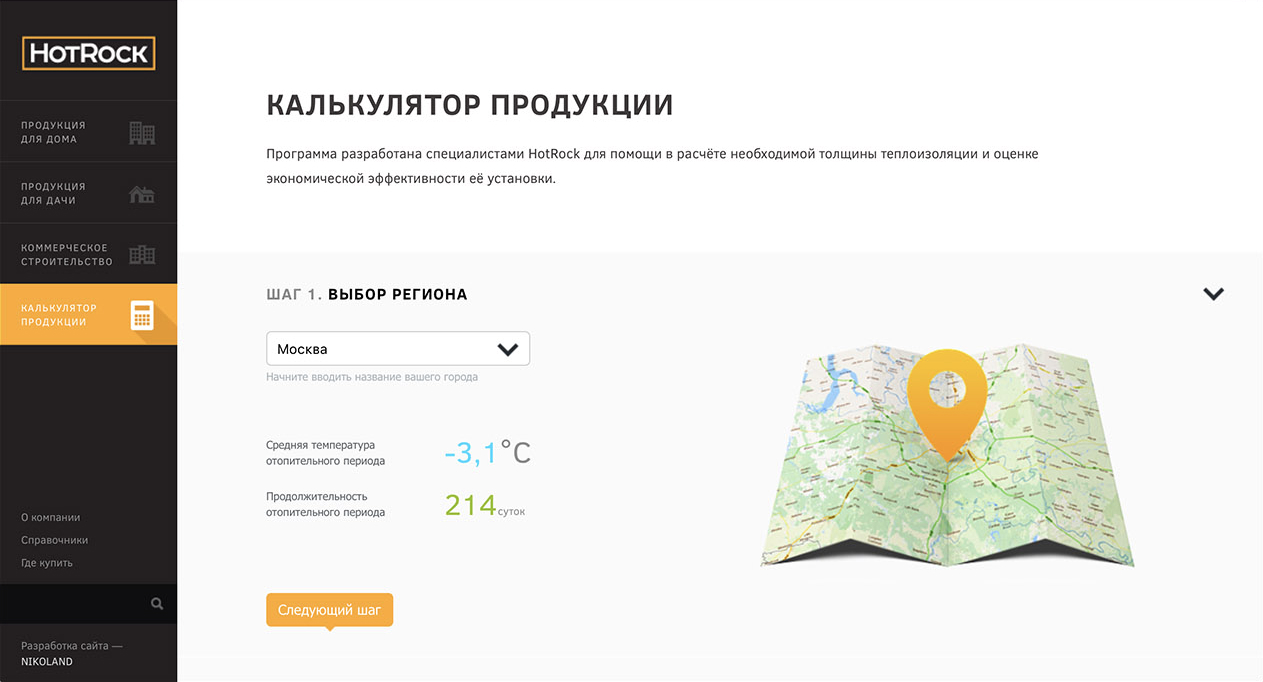 HotRock
ПРОДУКЦИЯ
ДЛЯ ДОМА
ПРОДУКЦИЯ
ДЛЯ ДАЧИ
КОММЕРЧЕСКОЕ
СТРОИТЕЛЬСТВО
КАЛЬКУЛЯТОР
ПРОДУКЦИИ
О компании
Справочники
Где купить
Разработка сайта —
NIKOLAND
КАЛЬКУЛЯТОР ПРОДУКЦИИ
Программа разработана специалистами HotRock для помощи в расчёте необходимой толщины теплоизоляции и оценке
экономической эффективности её установки.
ШАГ 1. ВЫБОР РЕГИОНА
Москва
Начните вводить название вашего города
Средняя температура
отопительного периода
-3,1°C
Продолжительность
отопительного периода
214 суток
Следующий шаг